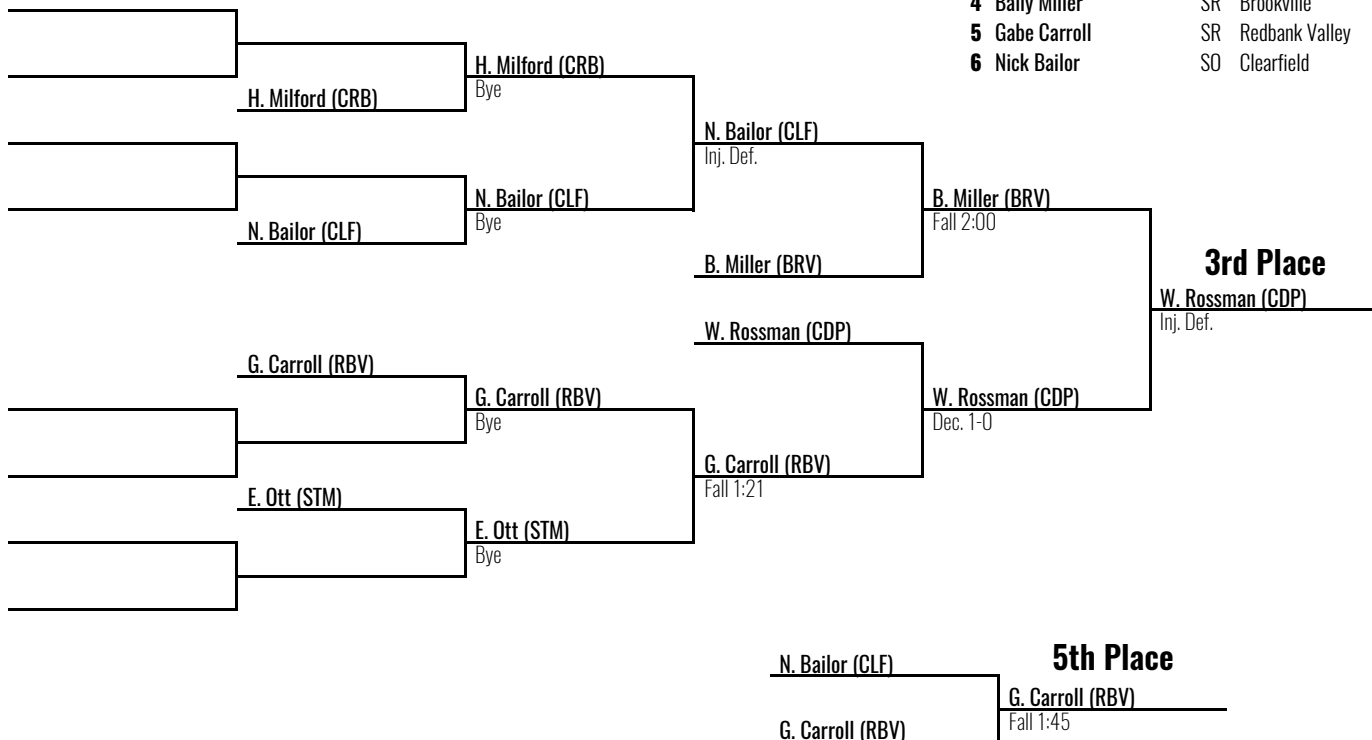 4 Baily Miller SR Brookville
5 Gabe Carroll SR Redbank Valley
6 Nick Bailor SO Clearfield
H. Milford (CRB)
H. Milford (CRB)
Bye
N. Bailor (CLF)
Inj. Def.
N. Bailor (CLF)
N. Bailor (CLF)
Bye
B. Miller (BRV)
Fall 2:00
B. Miller (BRV)
3rd Place
W. Rossman (CDP)
Inj. Def.
W. Rossman (CDP)
G. Carroll (RBV)
G. Carroll (RBV)
Bye
W. Rossman (CDP)
Dec. 1-0
G. Carroll (RBV)
Fall 1:21
E. Ott (STM)
E. Ott (STM)
Bye
5th Place
N. Bailor (CLF)
G. Carroll (RBV)
Fall 1:45
G. Carroll (RBV)